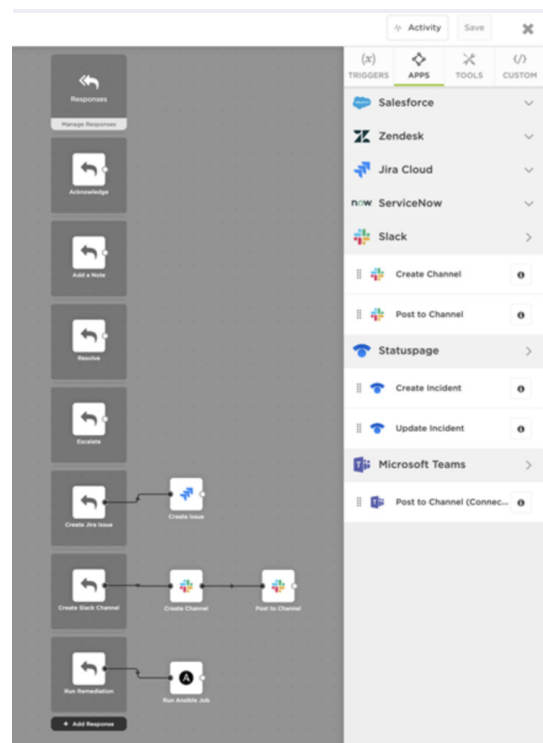 Activity
Save
(x)
TRIGGERS
APPS
TOOLS
</>
CUSTOM
Responses
Manage Responses
Acknowledge
Add a Note
Resolve
Escalate
Create Jira Issue
Create Issue
Create Slack Channel
Create Channel
Post to Channel
Run Remediation
Run Ansible Job
+ Add Response
Salesforce
Zendesk
Jira Cloud
now ServiceNow
Slack
Create Channel
Post to Channel
Statuspage
Create Incident
Update Incident
Microsoft Teams
Post to Channel (Connec...